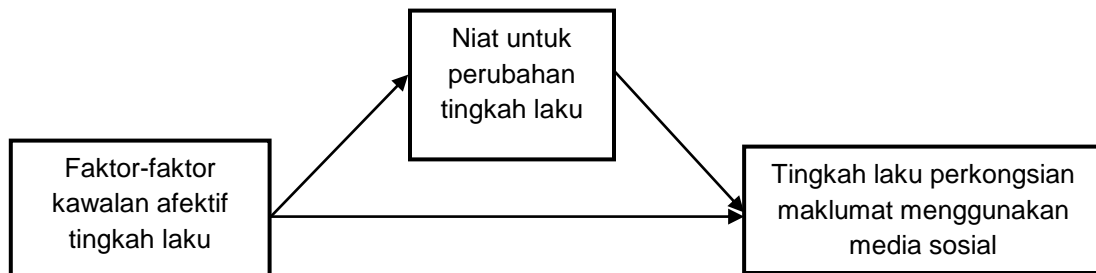 Niat untuk
perubahan
tingkah laku
Faktor-faktor
kawalan afektif
tingkah laku
Tingkah laku perkongsian
maklumat menggunakan
media sosial